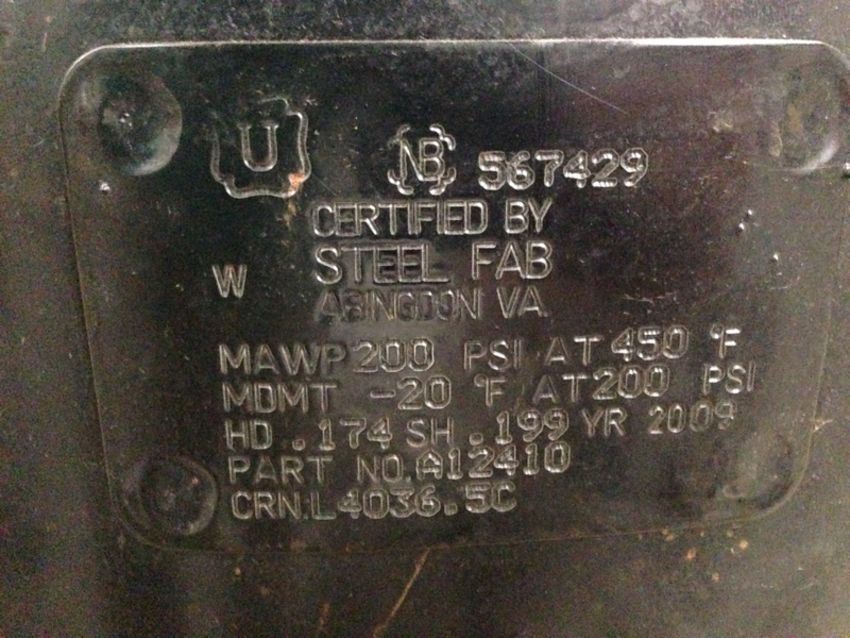 U NB 567429
CERTIFIED BY
W STEEL FAB
ABINGDON VA.
MAWP 200 PSI AT 450 °F
MDMT -20 °F AT 200 PSI
HD .174 SH .199 YR 2009
PART NO. A12410
CRN:L4036.5C